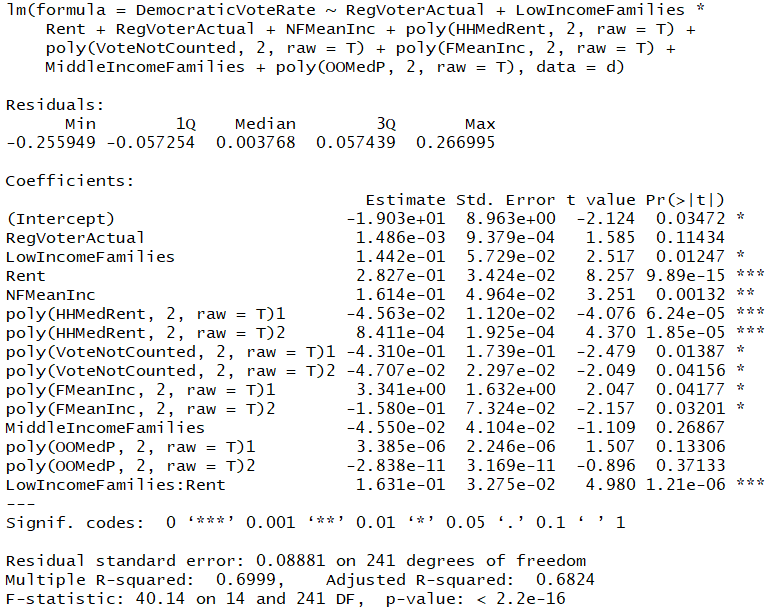 lm(formula = DemocraticVoteRate ~ RegVoterActual + LowIncomeFamilies *
    Rent + RegVoterActual + NFMeanInc + poly(HHMedRent, 2, raw = T) +
    poly(VoteNotCounted, 2, raw = T) + poly(FMeanInc, 2, raw = T) +
    MiddleIncomeFamilies + poly(OOMedP, 2, raw = T), data = d)

Residuals:
      Min        1Q    Median        3Q       Max
-0.255949 -0.057254  0.003768  0.057439  0.266995

Coefficients:
                                   Estimate Std. Error t value Pr(>|t|)
(Intercept)                      -1.903e+01  8.963e+00  -2.124  0.03472 *
RegVoterActual                    1.486e-03  9.379e-04   1.585  0.11434
LowIncomeFamilies                 1.442e-01  5.729e-02   2.517  0.01247 *
Rent                              2.827e-01  3.424e-02   8.257 9.89e-15 ***
NFMeanInc                         1.614e-01  4.964e-02   3.251  0.00132 **
poly(HHMedRent, 2, raw = T)1     -4.563e-02  1.120e-02  -4.076 6.24e-05 ***
poly(HHMedRent, 2, raw = T)2      8.411e-04  1.925e-04   4.370 1.85e-05 ***
poly(VoteNotCounted, 2, raw = T)1 -4.310e-01  1.739e-01  -2.479  0.01387 *
poly(VoteNotCounted, 2, raw = T)2 -4.707e-02  2.297e-02  -2.049  0.04156 *
poly(FMeanInc, 2, raw = T)1       3.341e+00  1.632e+00   2.047  0.04177 *
poly(FMeanInc, 2, raw = T)2      -1.580e-01  7.324e-02  -2.157  0.03201 *
MiddleIncomeFamilies             -4.550e-02  4.104e-02  -1.109  0.26867
poly(OOMedP, 2, raw = T)1         3.385e-06  2.246e-06   1.507  0.13306
poly(OOMedP, 2, raw = T)2        -2.838e-11  3.169e-11  -0.896  0.37133
LowIncomeFamilies:Rent            1.631e-01  3.275e-02   4.980 1.21e-06 ***
---
Signif. codes:  0 ‘***’ 0.001 ‘**’ 0.01 ‘*’ 0.05 ‘.’ 0.1 ‘ ’ 1

Residual standard error: 0.08881 on 241 degrees of freedom
Multiple R-squared:  0.6999,    Adjusted R-squared:  0.6824
F-statistic: 40.14 on 14 and 241 DF,  p-value: < 2.2e-16